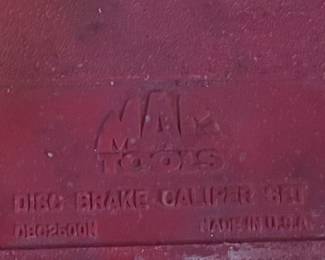 MAC
TOOLS
DISC BRAKE CALIPER SET
DBC2500N MADE IN U.S.A.